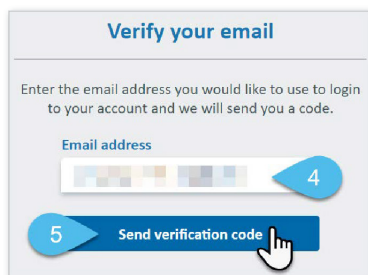 Verify your email
Enter the email address you would like to use to login
to your account and we will send you a code.
Email address
4
5
Send verification code